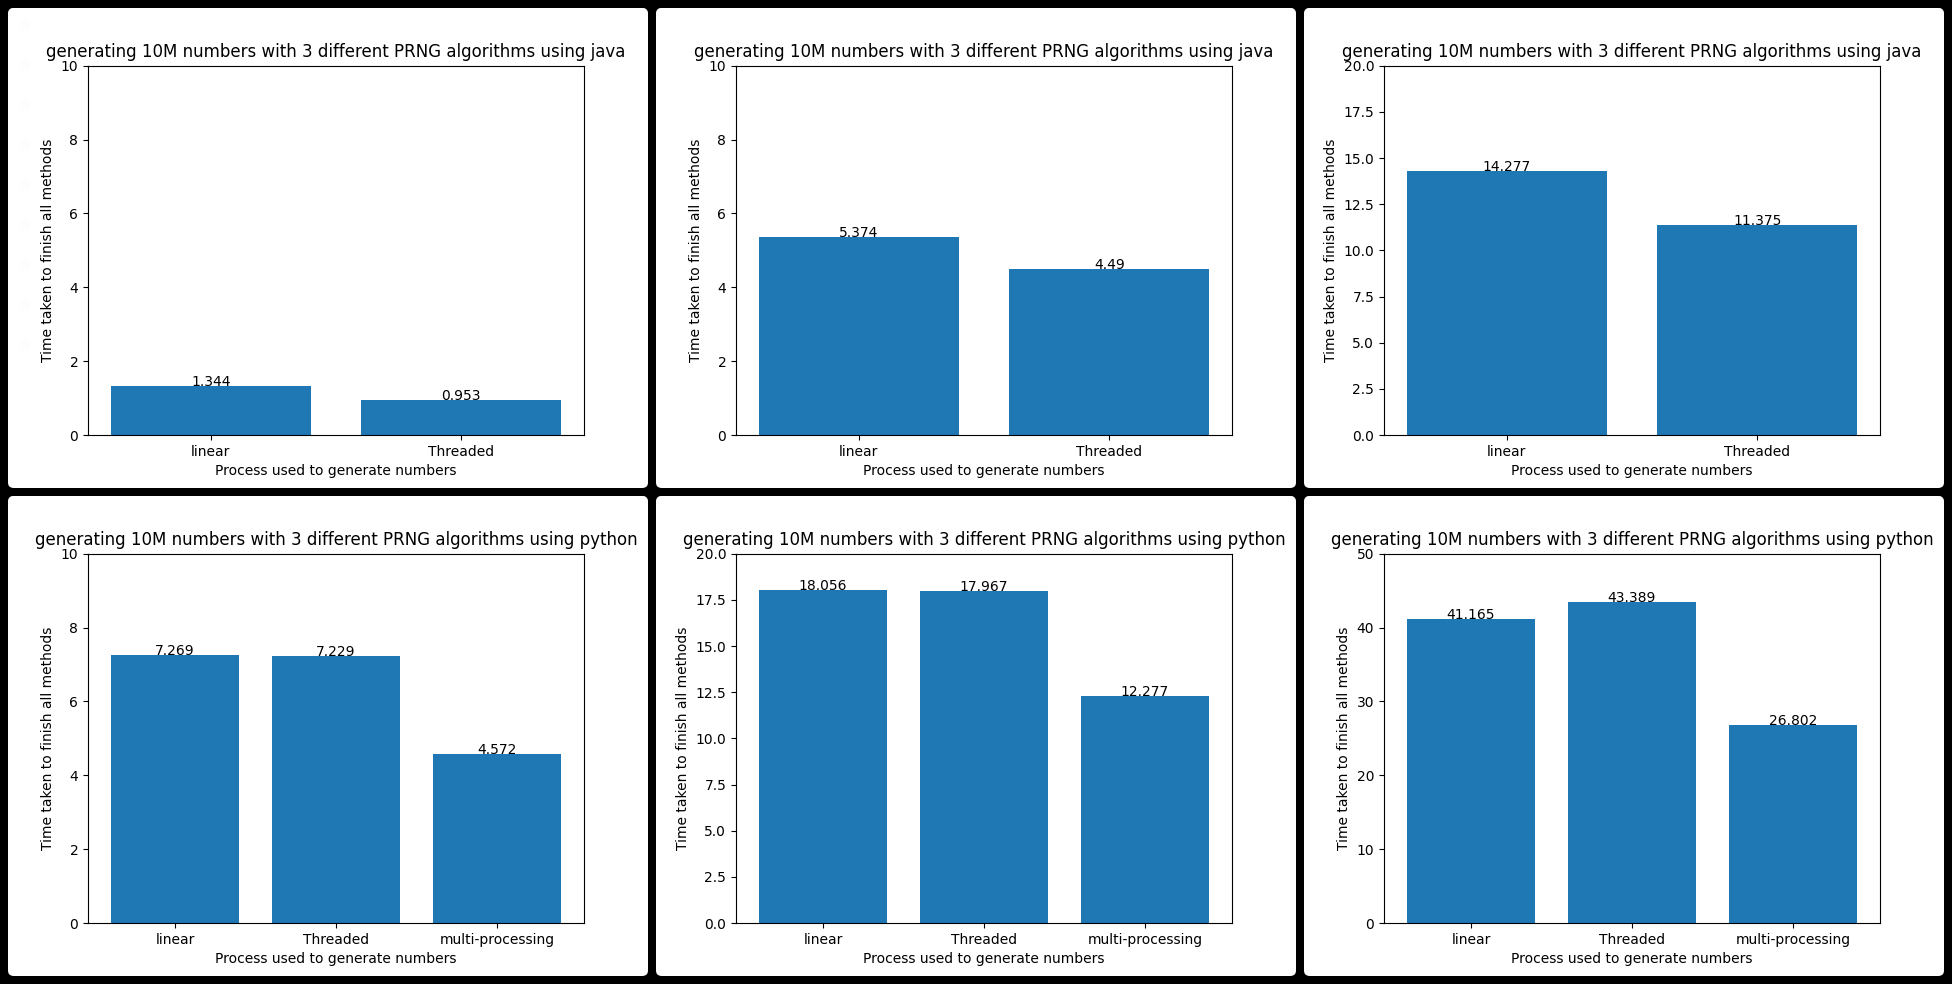 generating 10M numbers with 3 different PRNG algorithms using java
10
8
6
4
2
0
Time taken to finish all methods
1.344
0.953
linear Threaded
Process used to generate numbers
generating 10M numbers with 3 different PRNG algorithms using java
10
8
6
4
2
0
Time taken to finish all methods
5.374
4.49
linear Threaded
Process used to generate numbers
generating 10M numbers with 3 different PRNG algorithms using java
20.0
17.5
15.0
12.5
10.0
7.5
5.0
2.5
0.0
Time taken to finish all methods
14.277
11.375
linear Threaded
Process used to generate numbers
generating 10M numbers with 3 different PRNG algorithms using python
10
8
6
4
2
0
Time taken to finish all methods
7.269
7.229
4.572
linear Threaded multi-processing
Process used to generate numbers
generating 10M numbers with 3 different PRNG algorithms using python
20.0
17.5
15.0
12.5
10.0
7.5
5.0
2.5
0.0
Time taken to finish all methods
18.056
17.967
12.277
linear Threaded multi-processing
Process used to generate numbers
generating 10M numbers with 3 different PRNG algorithms using python
50
40
30
20
10
0
Time taken to finish all methods
41.165
43.389
26.802
linear Threaded multi-processing
Process used to generate numbers